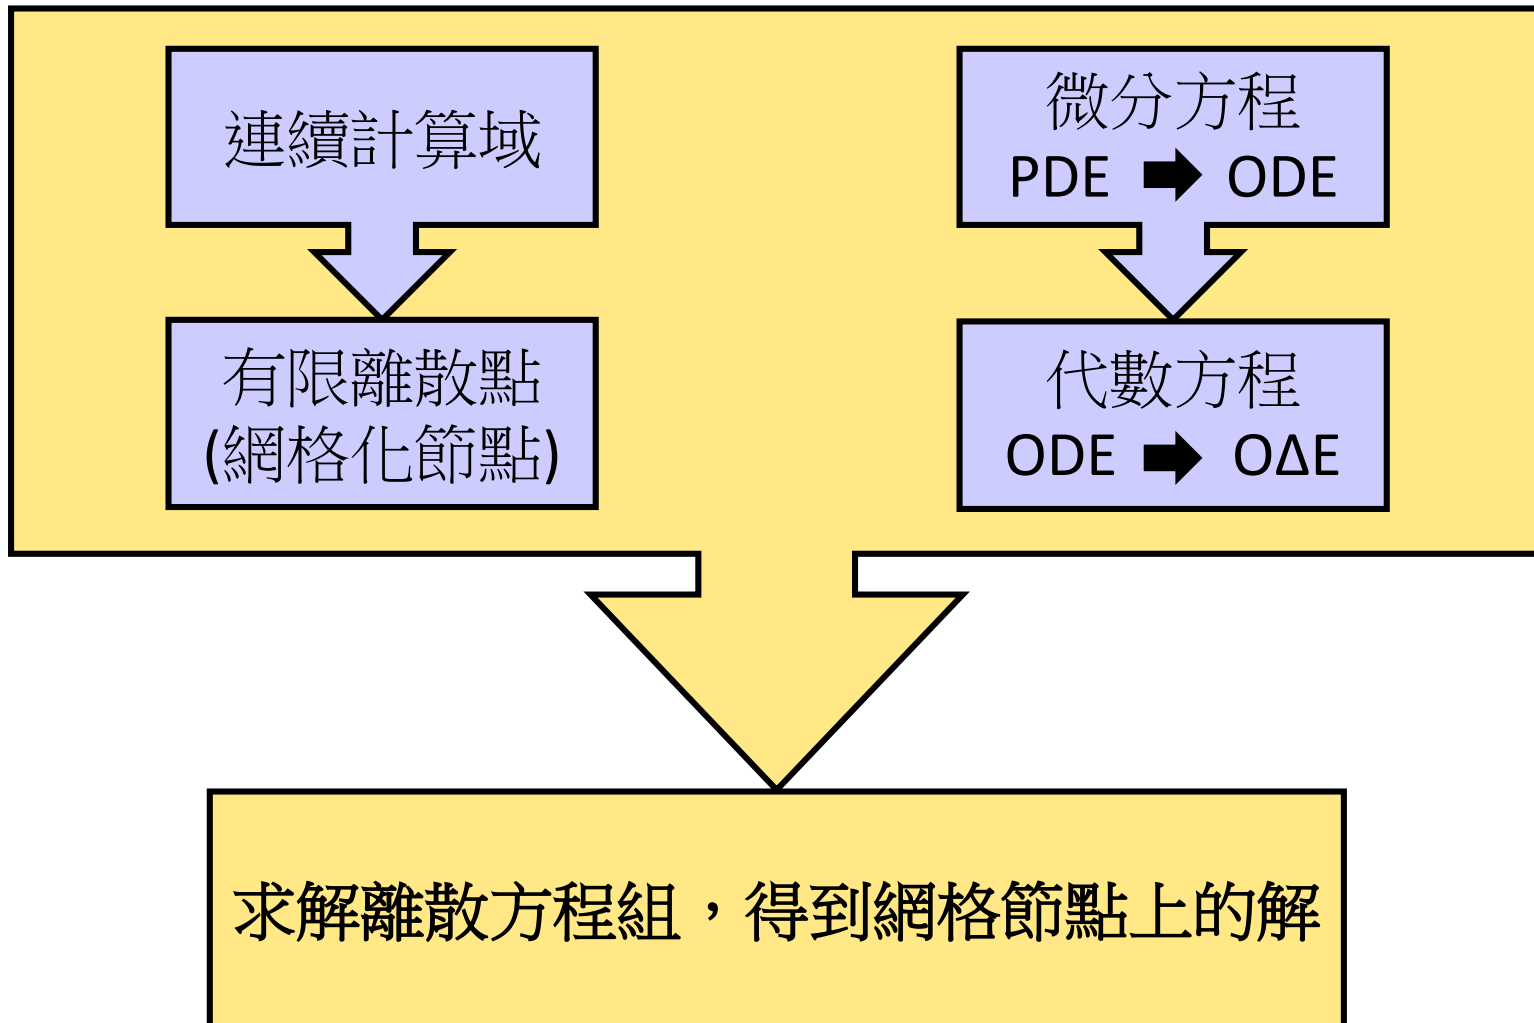 連續計算域
有限離散點
(網格化節點)
微分方程
PDE ➡ ODE
代數方程
ODE ➡ OΔE
求解離散方程組，得到網格節點上的解